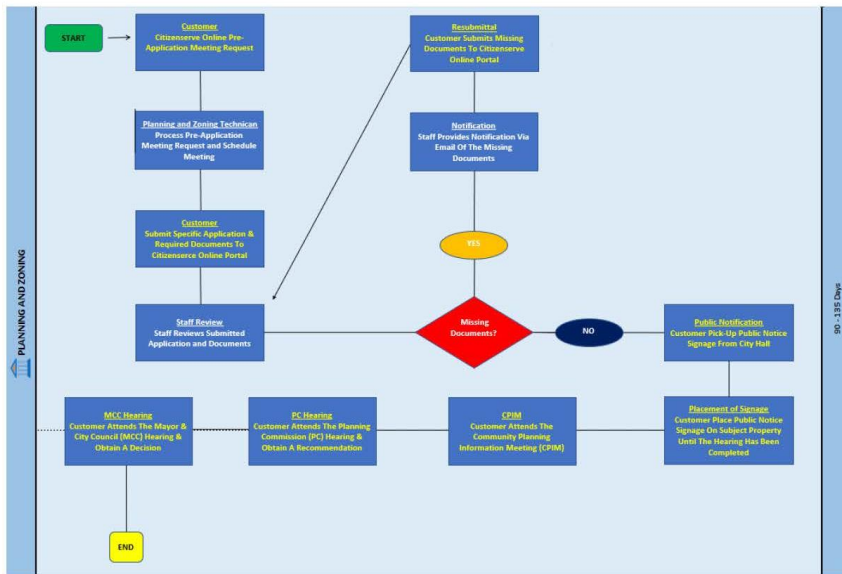 START
Customer
Citizenserve Online Pre-
Application Meeting Request
Planning and Zoning Technican
Process Pre-Application
Meeting Request and Schedule
Meeting
Customer
Submit Specific Application &
Required Documents To
Citizenserce Online Portal
Staff Review
Staff Reviews Submitted
Application and Documents
Resubmittal
Customer Submits Missing
Documents To Citizenserve
Online Portal
Notification
Staff Provides Notification Via
Email Of The Missing
Documents
YES
Missing
Documents?
NO
Public Notification
Customer Pick-Up Public Notice
Signage From City Hall
Placement of Signage
Customer Place Public Notice
Signage On Subject Property
Until The Hearing Has Been
Completed
CPIM
Customer Attends The
Community Planning
Information Meeting (CPIM)
PC Hearing
Customer Attends The Planning
Commission (PC) Hearing &
Obtain A Recommendation
MCC Hearing
Customer Attends The Mayor &
City Council (MCC) Hearing &
Obtain A Decision
END
PLANNING AND ZONING
90 -135 Days